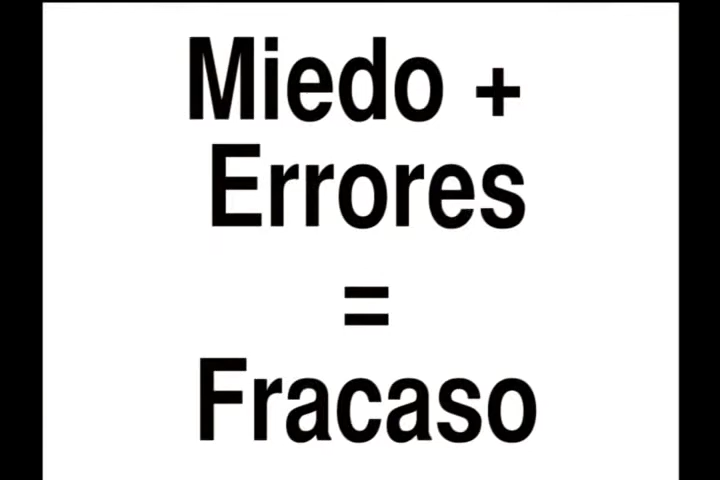 Miedo +
Errores
=
Fracaso